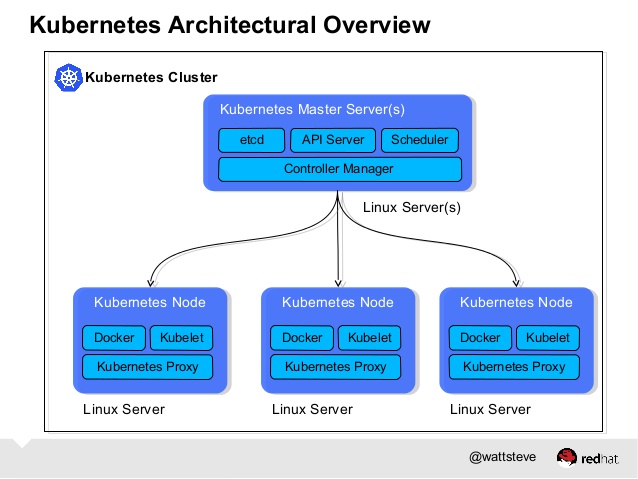 Kubernetes Architectural Overview
Kubernetes Cluster
Kubernetes Master Server(s)
etcd
API Server
Scheduler
Controller Manager
Linux Server(s)
Kubernetes Node
Docker
Kubelet
Kubernetes Proxy
Linux Server
Kubernetes Node
Docker
Kubelet
Kubernetes Proxy
Linux Server
Kubernetes Node
Docker
Kubelet
Kubernetes Proxy
Linux Server
@wattsteve
redhat